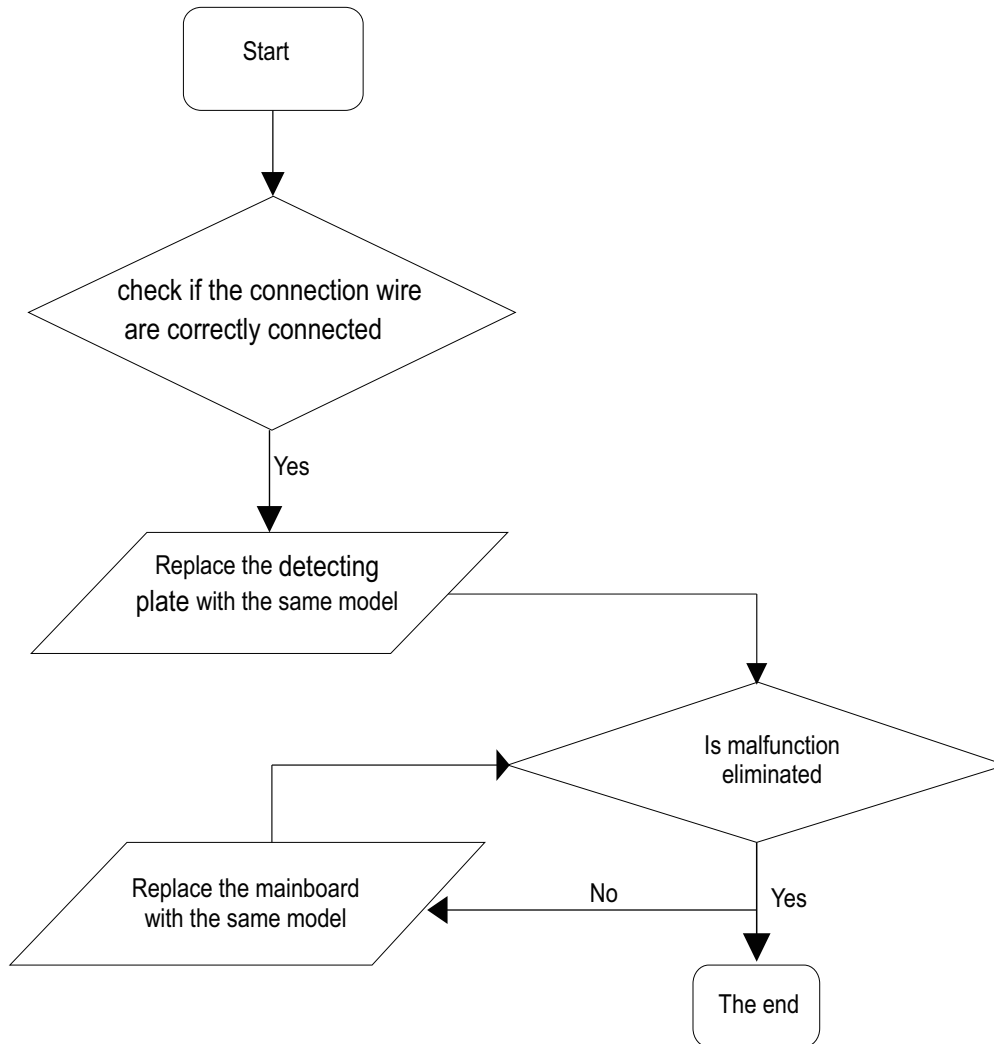 Start
check if the connection wire
are correctly connected
Yes
Replace the detecting
plate with the same model
Is malfunction
eliminated
Replace the mainboard
with the same model
No
Yes
The end